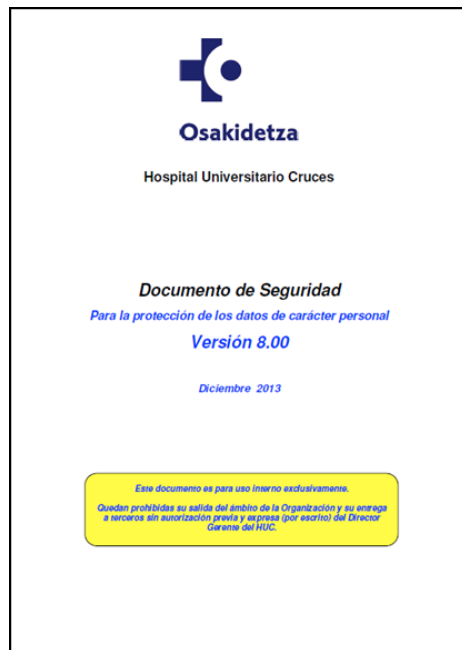 Osakidetza
Hospital Universitario Cruces
Documento de Seguridad
Para la protección de los datos de carácter personal
Versión 8.00
Diciembre 2013
Este documento es para uso interno exclusivamente.
Quedan prohibidas su salida del ámbito de la Organización y su entrega
a terceros sin autorización previa y expresa (por escrito) del Director
Gerente del HUC.